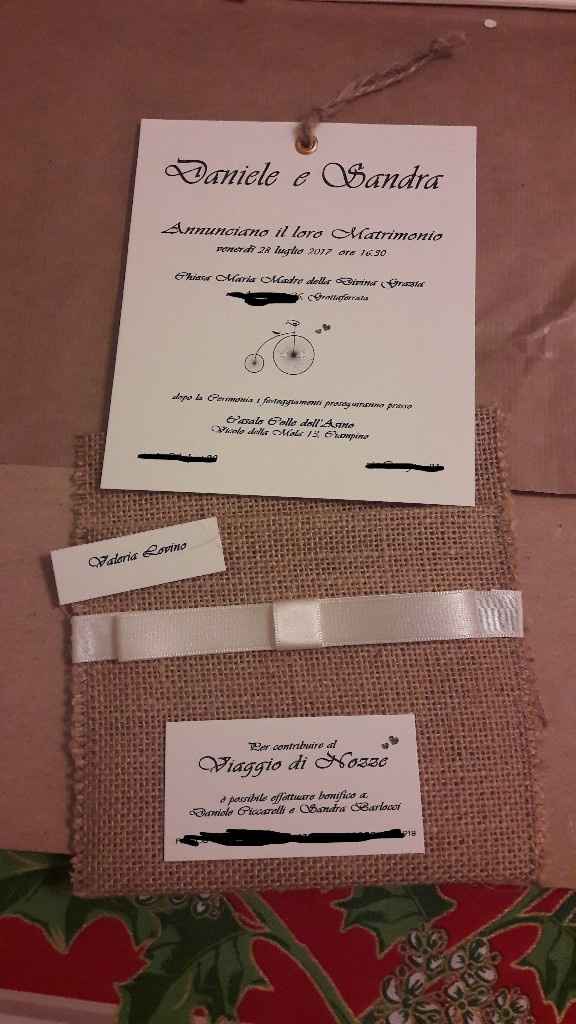 Daniele e Sandra
Annunciano il loro Matrimonio
venerdì 28 luglio 2017 ore 16.30
Chiesa Maria Madre della Divina Grazia
Grottaferrata
dopo la Cerimonia i festeggiamenti proseguiranno presso
Casale Colle dell'Asino
Vicolo della Mola 13, Ciampino
Valeria Lovino
Per contribuire al
Viaggio di Nozze
è possibile effettuare bonifico a:
Daniele Ciccarelli e Sandra Barlocci